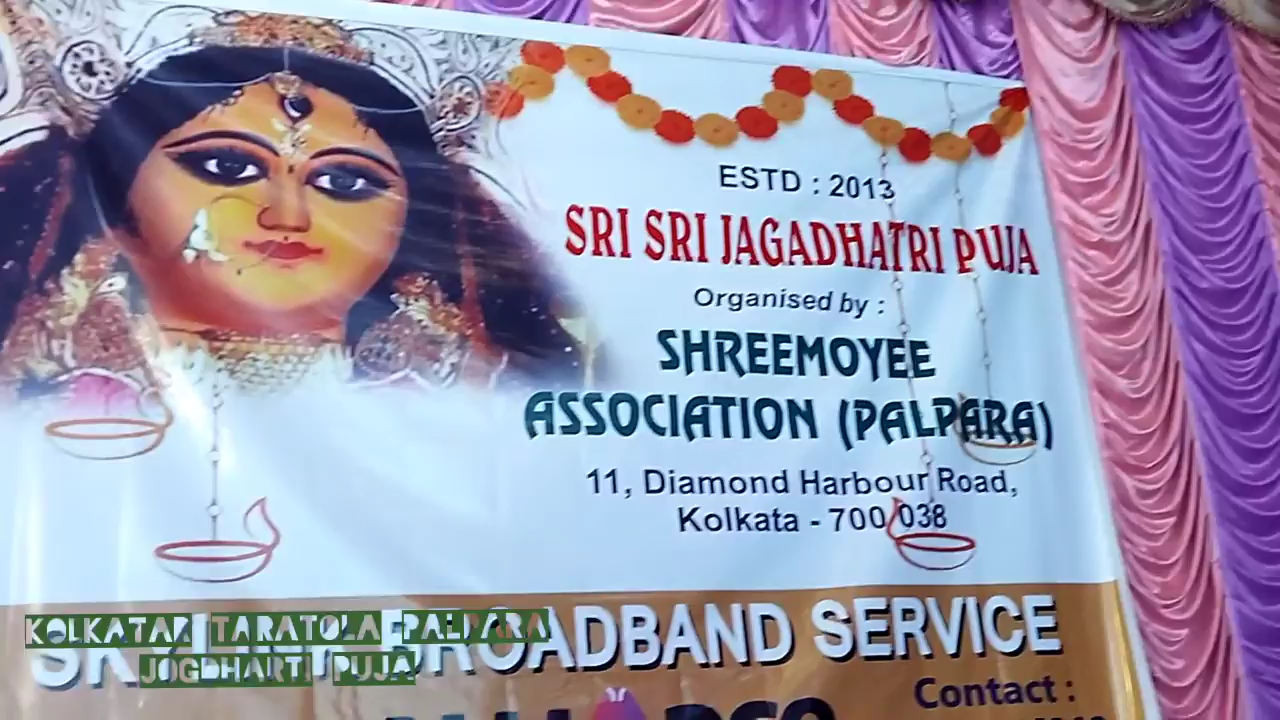 ESTD : 2013
SRI SRI JAGADHATRI PUJA
Organised by :
SHREEMOYEE
ASSOCIATION (PALPARA)
11, Diamond Harbour Road,
Kolkata - 700 038
BROADBAND SERVICE
KOLKATAR TARATOLA PALPARA
JOGDHARTI PUJA
Contact :